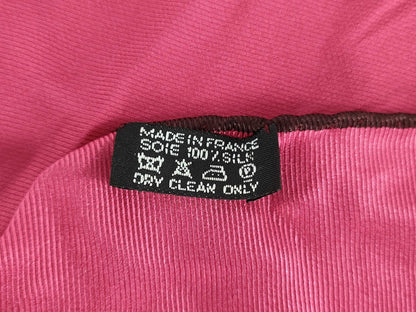 MADE IN FRANCE
SOIE 100% SILK
P
DRY CLEAN ONLY